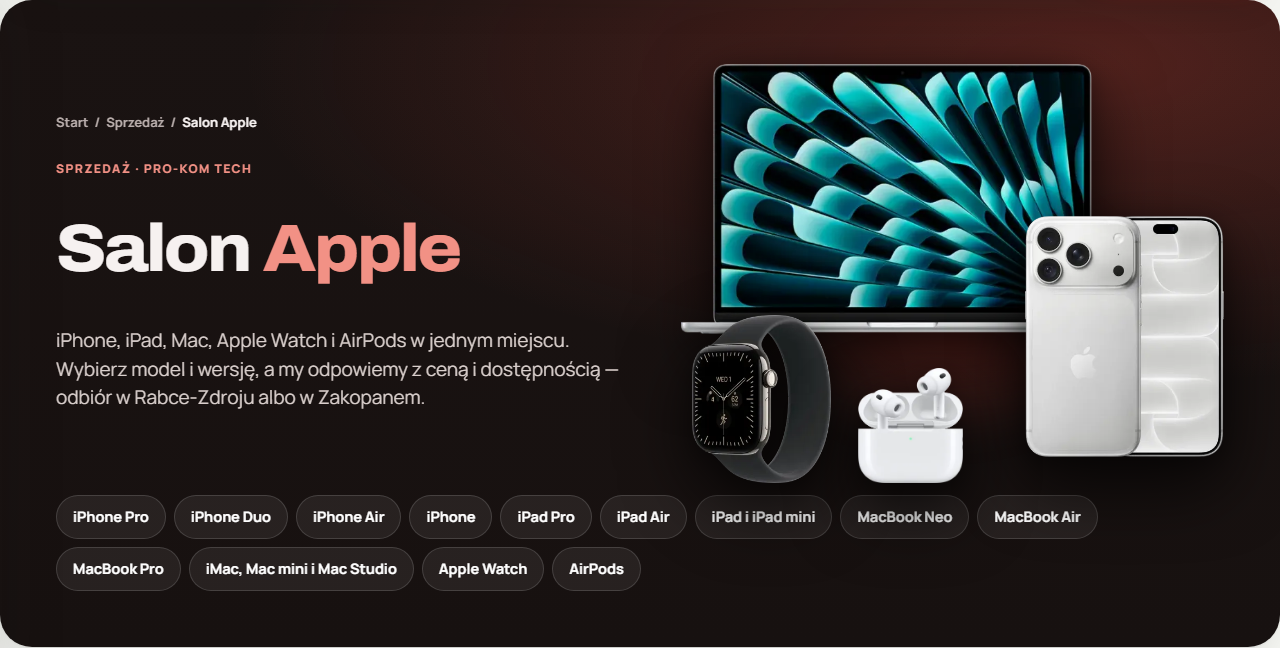 Start / Sprzedaż / Salon Apple
SPRZEDAŻ · PRO-KOM TECH
Salon Apple
iPhone, iPad, Mac, Apple Watch i AirPods w jednym miejscu.
Wybierz model i wersję, a my odpowiemy z ceną i dostępnością —
odbiór w Rabce-Zdroju albo w Zakopanem.
WED 1
iPhone Pro
iPhone Duo
iPhone Air
iPhone
iPad Pro
iPad Air
iPad i iPad mini
MacBook Neo
MacBook Air
MacBook Pro
iMac, Mac mini i Mac Studio
Apple Watch
AirPods